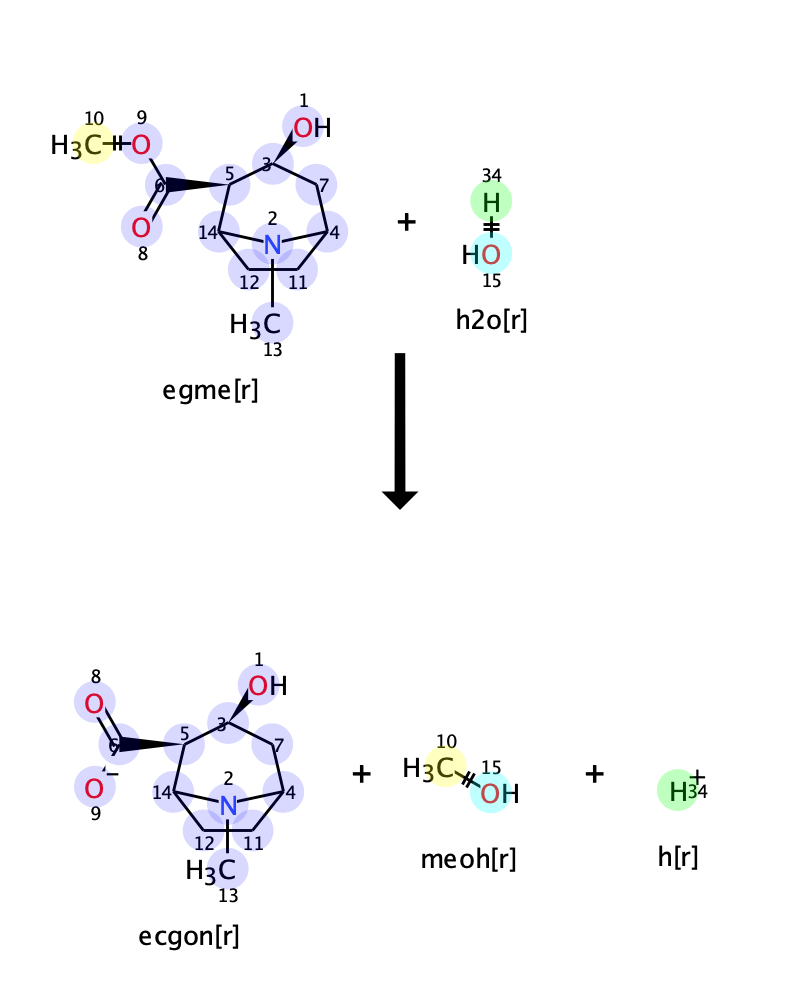 10 9 1
H3C O OH
6 5 3 7
O 8
14 N 2 4
12 11
H3C
13
egme[r]
+
34
H
HO
15
h2o[r]
8 1
O OH
6 5 3 7
O− 9
14 N 2 4
12 11
H3C
13
ecgon[r]
+
10 15
H3C OH
meoh[r]
+
H+ 34
h[r]